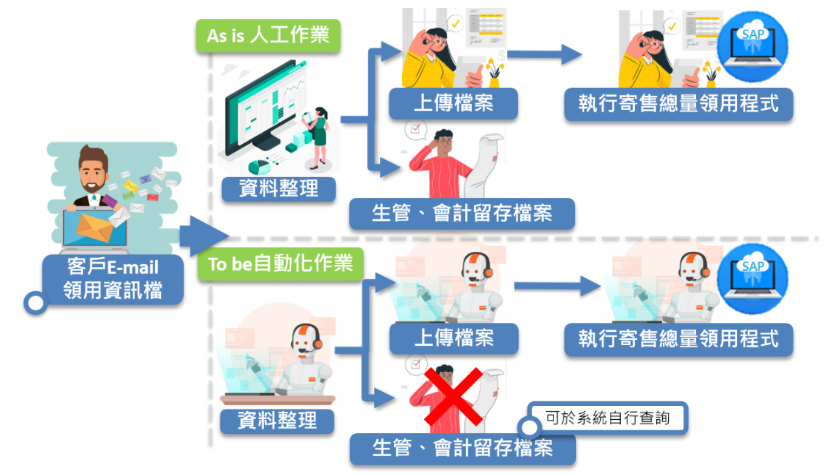 As is 人工作業
SAP
上傳檔案
執行寄售總量領用程式
資料整理
生管、會計留存檔案
客戶E-mail
領用資訊檔
To be自動化作業
SAP
上傳檔案
執行寄售總量領用程式
資料整理
可於系統自行查詢
生管、會計留存檔案